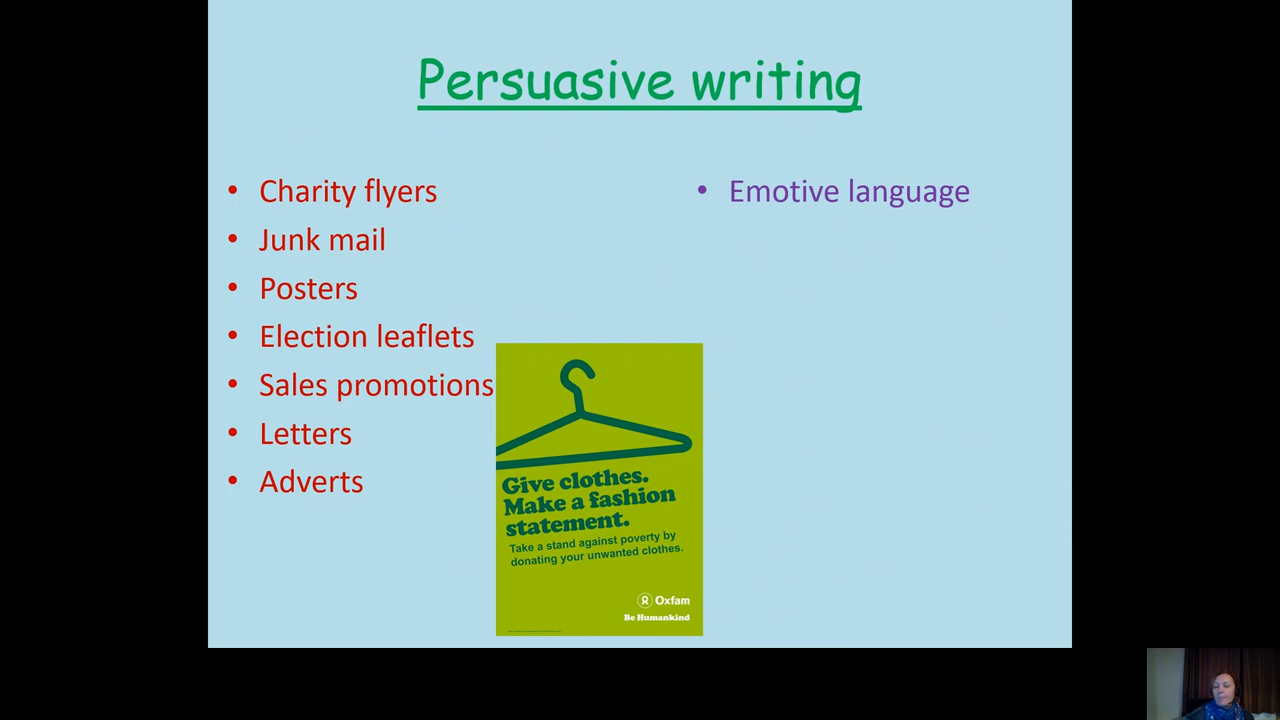 Persuasive writing
• Charity flyers
• Junk mail
• Posters
• Election leaflets
• Sales promotions
• Letters
• Adverts
• Emotive language
Give clothes.
Make a fashion
statement.
Take a stand against poverty by
donating your unwanted clothes.
Oxfam
Be Humankind